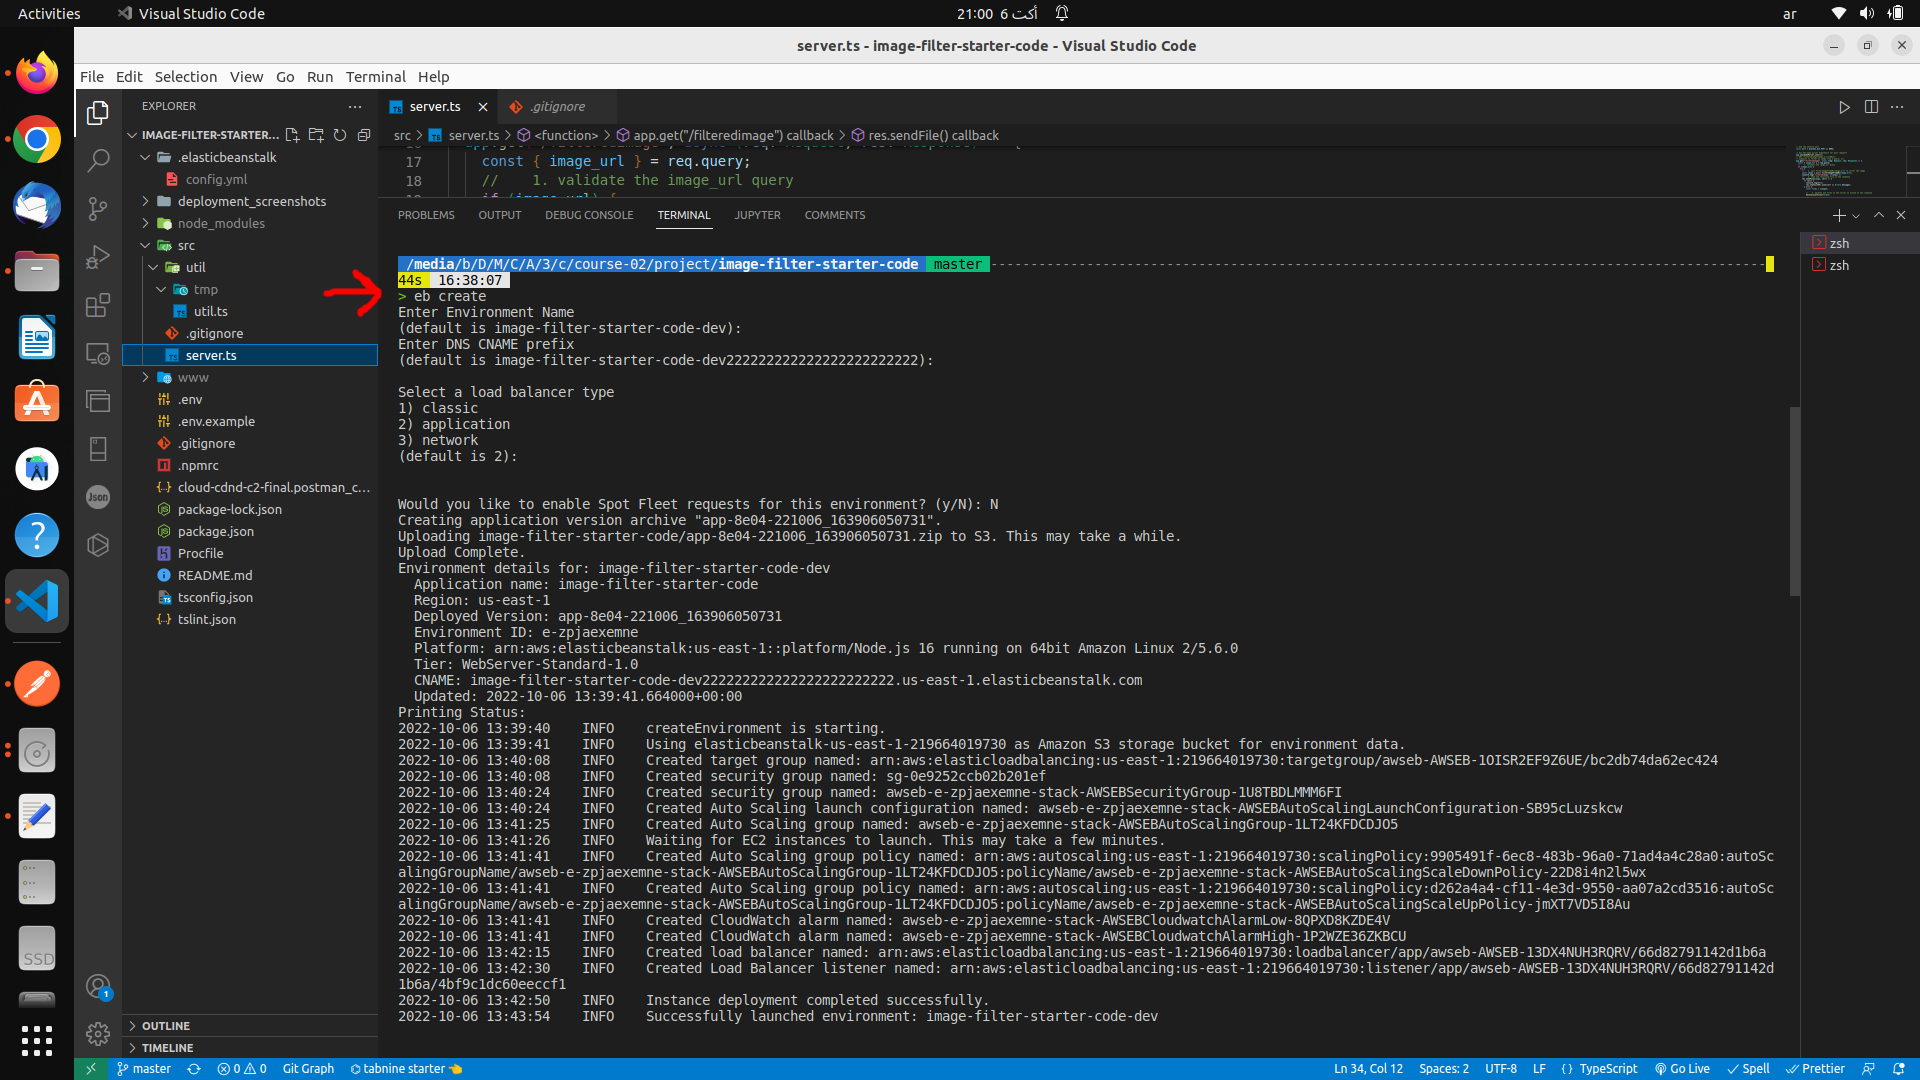 Activities
Visual Studio Code
21:00 أكت 6
ar
server.ts - image-filter-starter-code - Visual Studio Code
File Edit Selection View Go Run Terminal Help
EXPLORER
IMAGE-FILTER-STARTER...
.elasticbeanstalk
config.yml
deployment_screenshots
node_modules
src
util
tmp
util.ts
.gitignore
server.ts
www
.env
.env.example
.gitignore
.npmrc
cloud-cdnd-c2-final.postman_c...
package-lock.json
package.json
Procfile
README.md
tsconfig.json
tslint.json
OUTLINE
TIMELINE
Json
SSD
1
server.ts
.gitignore
src > server.ts > <function> > app.get("/filteredimage") callback > res.sendFile() callback
17 const { image_url } = req.query;
18 // 1. validate the image_url query
PROBLEMS OUTPUT DEBUG CONSOLE TERMINAL JUPYTER COMMENTS
zsh
zsh
/media/b/D/M/C/A/3/c/course-02/project/image-filter-starter-code master
44s 16:38:07
> eb create
Enter Environment Name
(default is image-filter-starter-code-dev):
Enter DNS CNAME prefix
(default is image-filter-starter-code-dev222222222222222222222222):
Select a load balancer type
1) classic
2) application
3) network
(default is 2):
Would you like to enable Spot Fleet requests for this environment? (y/N): N
Creating application version archive "app-8e04-221006_163906050731".
Uploading image-filter-starter-code/app-8e04-221006_163906050731.zip to S3. This may take a while.
Upload Complete.
Environment details for: image-filter-starter-code-dev
Application name: image-filter-starter-code
Region: us-east-1
Deployed Version: app-8e04-221006_163906050731
Environment ID: e-zpjaexemne
Platform: arn:aws:elasticbeanstalk:us-east-1::platform/Node.js 16 running on 64bit Amazon Linux 2/5.6.0
Tier: WebServer-Standard-1.0
CNAME: image-filter-starter-code-dev222222222222222222222222.us-east-1.elasticbeanstalk.com
Updated: 2022-10-06 13:39:41.664000+00:00
Printing Status:
2022-10-06 13:39:40 INFO createEnvironment is starting.
2022-10-06 13:39:41 INFO Using elasticbeanstalk-us-east-1-219664019730 as Amazon S3 storage bucket for environment data.
2022-10-06 13:40:08 INFO Created target group named: arn:aws:elasticloadbalancing:us-east-1:219664019730:targetgroup/awseb-AWSEB-1OISR2EF9Z6UE/bc2db74da62ec424
2022-10-06 13:40:08 INFO Created security group named: sg-0e9252ccb02b201ef
2022-10-06 13:40:24 INFO Created security group named: awseb-e-zpjaexemne-stack-AWSEBSecurityGroup-1U8TBDLMMM6FI
2022-10-06 13:40:24 INFO Created Auto Scaling launch configuration named: awseb-e-zpjaexemne-stack-AWSEBAutoScalingLaunchConfiguration-SB95cLuzskcw
2022-10-06 13:41:25 INFO Created Auto Scaling group named: awseb-e-zpjaexemne-stack-AWSEBAutoScalingGroup-1LT24KFDCDJO5
2022-10-06 13:41:26 INFO Waiting for EC2 instances to launch. This may take a few minutes.
2022-10-06 13:41:41 INFO Created Auto Scaling group policy named: arn:aws:autoscaling:us-east-1:219664019730:scalingPolicy:9905491f-6ec8-483b-96a0-71ad4a4c28a0:autoSc
alingGroupName/awseb-e-zpjaexemne-stack-AWSEBAutoScalingGroup-1LT24KFDCDJO5:policyName/awseb-e-zpjaexemne-stack-AWSEBAutoScalingScaleDownPolicy-22D8i4n2l5wx
2022-10-06 13:41:41 INFO Created Auto Scaling group policy named: arn:aws:autoscaling:us-east-1:219664019730:scalingPolicy:d262a4a4-cf11-4e3d-9550-aa07a2cd3516:autoSc
alingGroupName/awseb-e-zpjaexemne-stack-AWSEBAutoScalingGroup-1LT24KFDCDJO5:policyName/awseb-e-zpjaexemne-stack-AWSEBAutoScalingScaleUpPolicy-jmXT7VD5I8Au
2022-10-06 13:41:41 INFO Created CloudWatch alarm named: awseb-e-zpjaexemne-stack-AWSEBCloudwatchAlarmLow-8QPXD8KZDE4V
2022-10-06 13:41:41 INFO Created CloudWatch alarm named: awseb-e-zpjaexemne-stack-AWSEBCloudwatchAlarmHigh-1P2WZE36ZKBCU
2022-10-06 13:42:15 INFO Created load balancer named: arn:aws:elasticloadbalancing:us-east-1:219664019730:loadbalancer/app/awseb-AWSEB-13DX4NUH3RQRV/66d82791142d1b6a
2022-10-06 13:42:30 INFO Created Load Balancer listener named: arn:aws:elasticloadbalancing:us-east-1:219664019730:listener/app/awseb-AWSEB-13DX4NUH3RQRV/66d82791142d
1b6a/4bf9c1dc60eeccf1
2022-10-06 13:42:50 INFO Instance deployment completed successfully.
2022-10-06 13:43:54 INFO Successfully launched environment: image-filter-starter-code-dev
master 0 0 Git Graph tabnine starter Ln 34, Col 12 Spaces: 2 UTF-8 LF {} TypeScript Go Live Spell Prettier